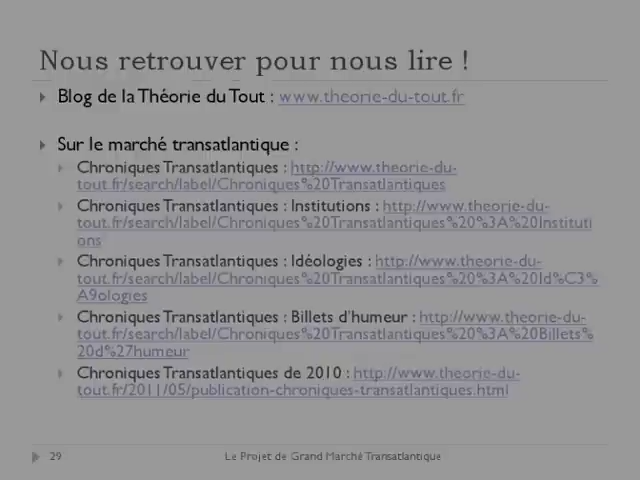 Nous retrouver pour nous lire !
Blog de la Théorie du Tout : www.theorie-du-tout.fr
Sur le marché transatlantique :
Chroniques Transatlantiques : http://www.theorie-du-
tout.fr/search/label/Chroniques%20Transatlantiques
Chroniques Transatlantiques : Institutions : http://www.theorie-du-
tout.fr/search/label/Chroniques%20Transatlantiques%20%3A%20Instituti
ons
Chroniques Transatlantiques : Idéologies : http://www.theorie-du-
tout.fr/search/label/Chroniques%20Transatlantiques%20%3A%20Id%C3%
A9ologies
Chroniques Transatlantiques : Billets d'humeur : http://www.theorie-du-
tout.fr/search/label/Chroniques%20Transatlantiques%20%3A%20Billets%
20d%27humeur
Chroniques Transatlantiques de 2010 : http://www.theorie-du-
tout.fr/2011/05/publication-chroniques-transatlantiques.html
29 Le Projet de Grand Marché Transatlantique